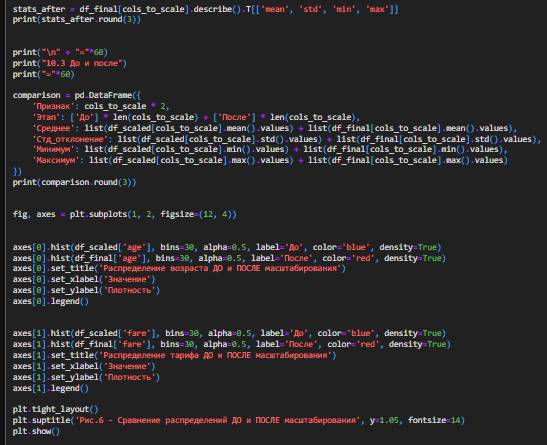 stats_after = df_final[cols_to_scale].describe().T[['mean', 'std', 'min', 'max']]
print(stats_after.round(3))
print("\n" + "="*60)
print("10.3 До и после")
print("="*60)
comparison = pd.DataFrame({
'Признак': cols_to_scale * 2,
'Этап': ['До'] * len(cols_to_scale) + ['После'] * len(cols_to_scale),
'Среднее': list(df_scaled[cols_to_scale].mean().values) + list(df_final[cols_to_scale].mean().values),
'Стд_отклонение': list(df_scaled[cols_to_scale].std().values) + list(df_final[cols_to_scale].std().values),
'Минимум': list(df_scaled[cols_to_scale].min().values) + list(df_final[cols_to_scale].min().values),
'Максимум': list(df_scaled[cols_to_scale].max().values) + list(df_final[cols_to_scale].max().values)
})
print(comparison.round(3))
fig, axes = plt.subplots(1, 2, figsize=(12, 4))
axes[0].hist(df_scaled['age'], bins=30, alpha=0.5, label='До', color='blue', density=True)
axes[0].hist(df_final['age'], bins=30, alpha=0.5, label='После', color='red', density=True)
axes[0].set_title('Распределение возраста ДО и ПОСЛЕ масштабирования')
axes[0].set_xlabel('Значение')
axes[0].set_ylabel('Плотность')
axes[0].legend()
axes[1].hist(df_scaled['fare'], bins=30, alpha=0.5, label='До', color='blue', density=True)
axes[1].hist(df_final['fare'], bins=30, alpha=0.5, label='После', color='red', density=True)
axes[1].set_title('Распределение тарифа ДО и ПОСЛЕ масштабирования')
axes[1].set_xlabel('Значение')
axes[1].set_ylabel('Плотность')
axes[1].legend()
plt.tight_layout()
plt.suptitle('Рис.6 - Сравнение распределений ДО и ПОСЛЕ масштабирования', y=1.05, fontsize=14)
plt.show()